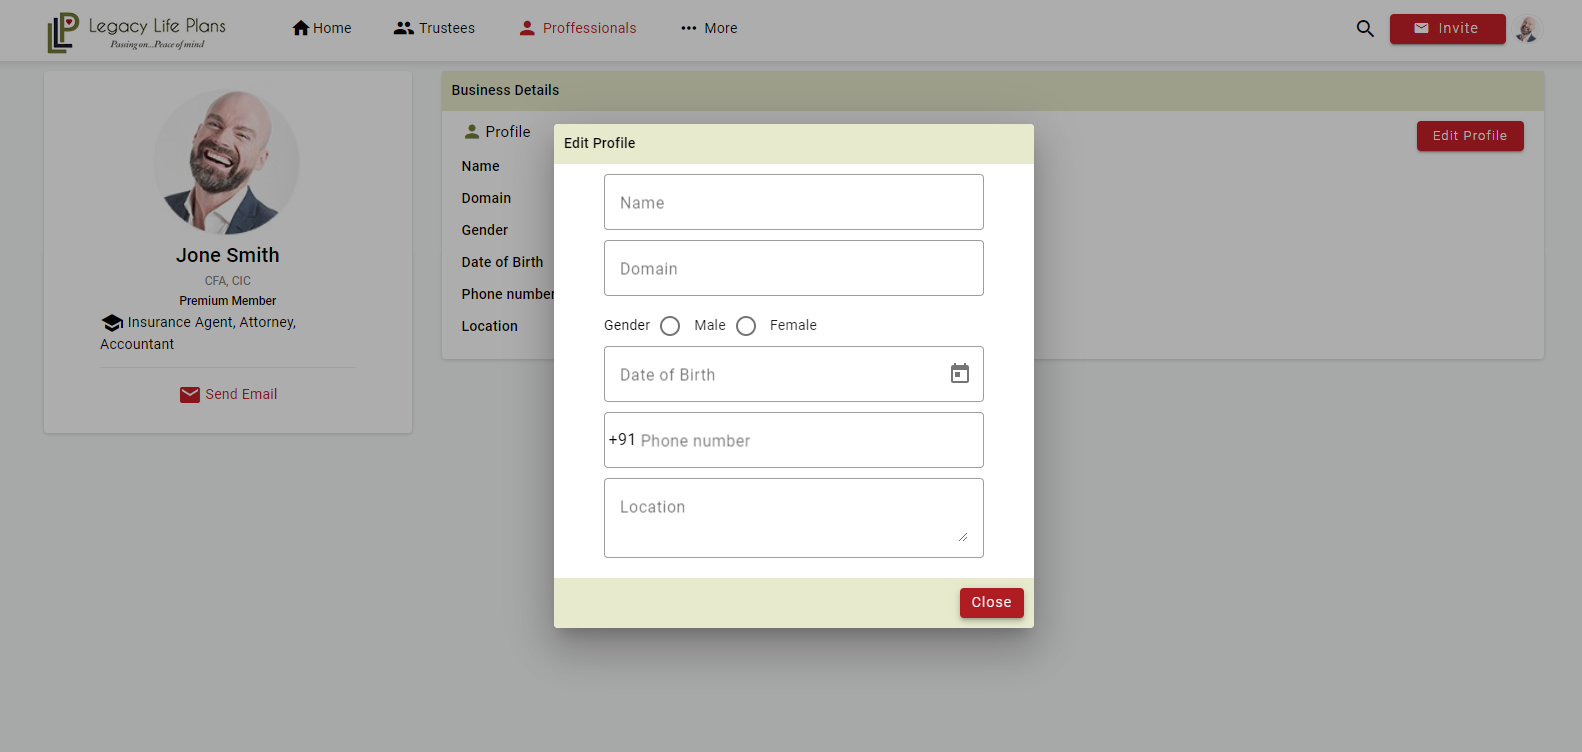 Legacy Life Plans
Passing on...Peace of mind
Home
Trustees
Proffessionals
More
Invite
Jone Smith
CFA, CIC
Premium Member
Insurance Agent, Attorney,
Accountant
Send Email
Business Details
Profile
Edit Profile
Name
Domain
Gender
Date of Birth
Phone number
Location
Edit Profile
Name
Domain
Gender Male Female
Date of Birth
+91 Phone number
Location
Close